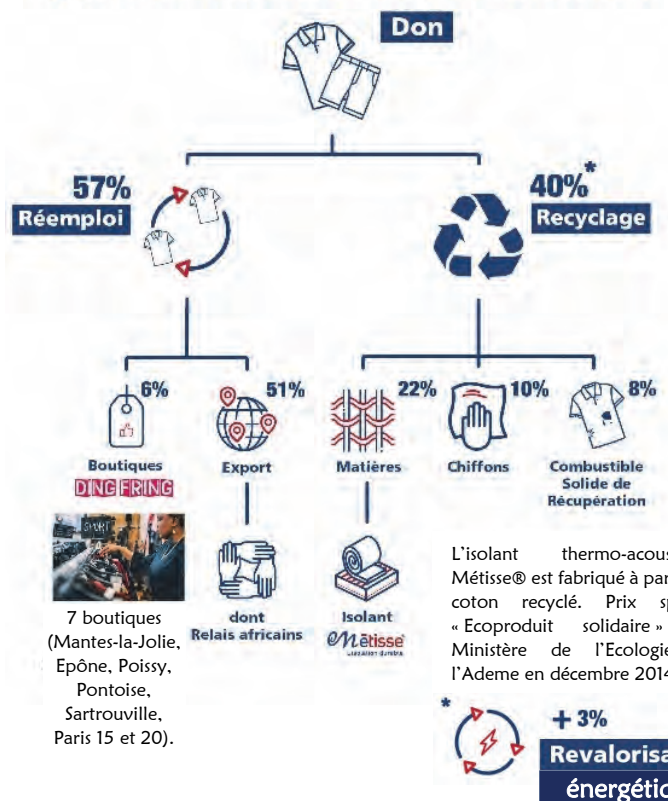 Don
57%
Réemploi
40%*
Recyclage
6%
Boutiques
DING FRING
51%
Export
22%
Matières
10%
Chiffons
8%
Combustible
Solide de
Récupération
SPORT
7 boutiques
(Mantes-la-Jolie,
Epône, Poissy,
Pontoise,
Sartrouville,
Paris 15 et 20).
dont
Relais africains
Isolant
Métisse
L'isolant thermo-acous
Métisse® est fabriqué à par
coton recyclé. Prix sp
« Ecoproduit solidaire »
Ministère de l'Ecologie
l'Ademe en décembre 2014
*
+ 3%
Revalorisa
énergétic